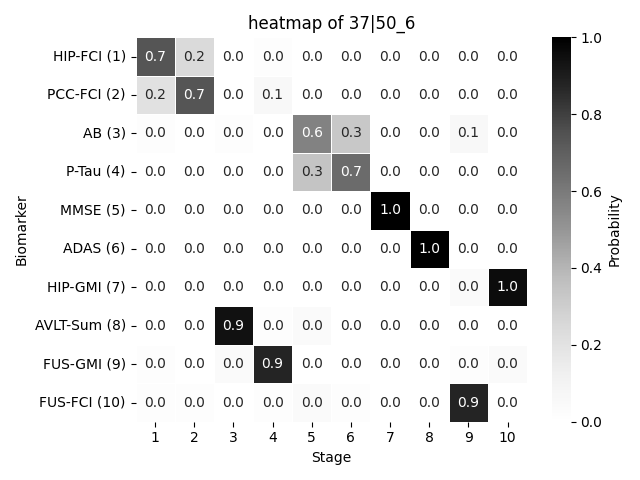 heatmap of 37|50_6
HIP-FCI (1) 0.7 0.2 0.0 0.0 0.0 0.0 0.0 0.0 0.0 0.0
PCC-FCI (2) 0.2 0.7 0.0 0.1 0.0 0.0 0.0 0.0 0.0 0.0
AB (3) 0.0 0.0 0.0 0.0 0.6 0.3 0.0 0.0 0.1 0.0
P-Tau (4) 0.0 0.0 0.0 0.0 0.3 0.7 0.0 0.0 0.0 0.0
MMSE (5) 0.0 0.0 0.0 0.0 0.0 0.0 1.0 0.0 0.0 0.0
ADAS (6) 0.0 0.0 0.0 0.0 0.0 0.0 0.0 1.0 0.0 0.0
HIP-GMI (7) 0.0 0.0 0.0 0.0 0.0 0.0 0.0 0.0 0.0 1.0
AVLT-Sum (8) 0.0 0.0 0.9 0.0 0.0 0.0 0.0 0.0 0.0 0.0
FUS-GMI (9) 0.0 0.0 0.0 0.9 0.0 0.0 0.0 0.0 0.0 0.0
FUS-FCI (10) 0.0 0.0 0.0 0.0 0.0 0.0 0.0 0.0 0.9 0.0
1 2 3 4 5 6 7 8 9 10
Stage
Biomarker
1.0
0.8
0.6
0.4
0.2
0.0
Probability